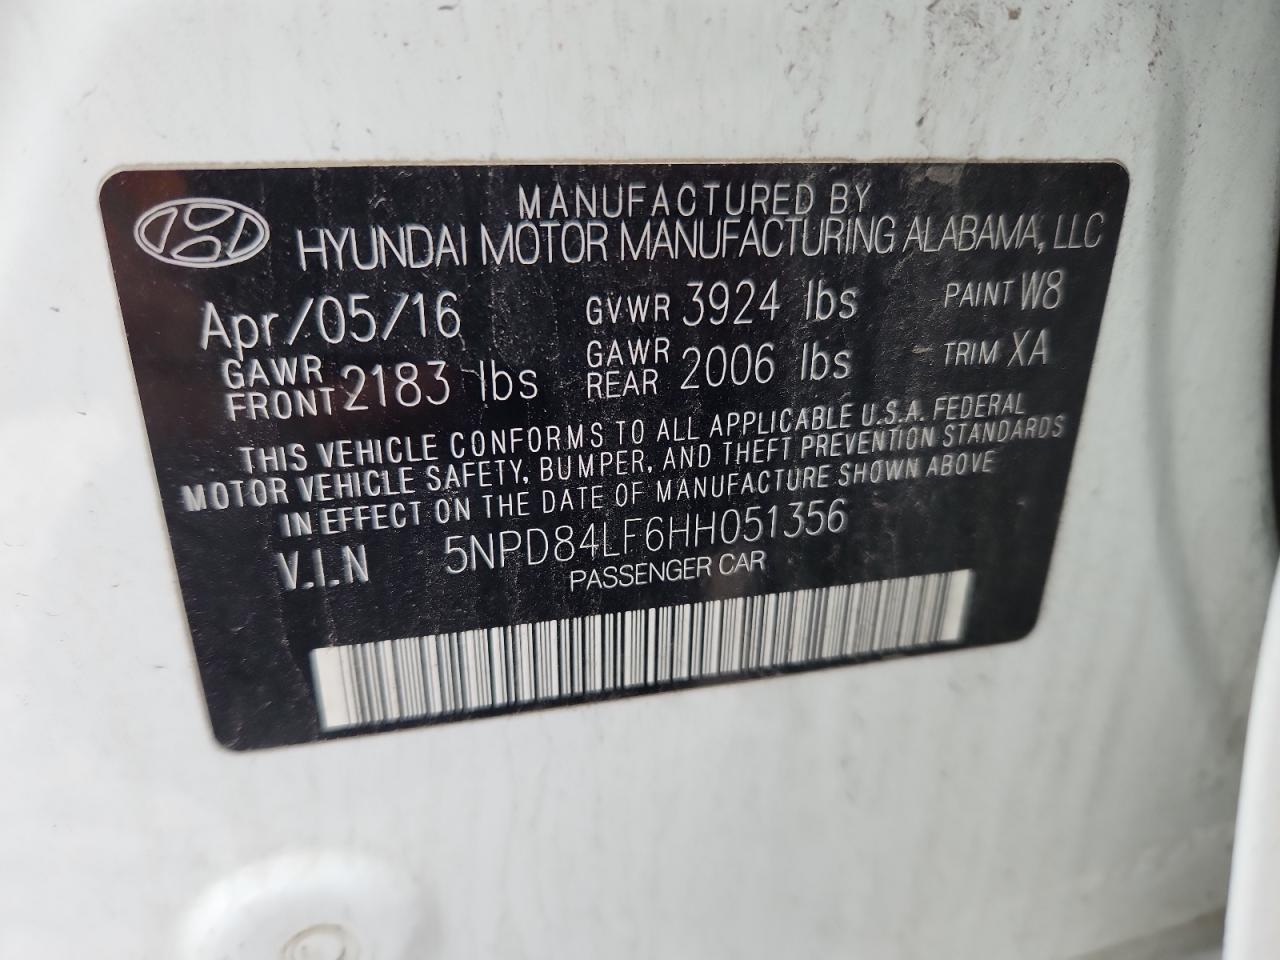 MANUFACTURED BY
HYUNDAI MOTOR MANUFACTURING ALABAMA, LLC
Apr/05/16 GVWR 3924 lbs PAINT W8
GAWR FRONT 2183 lbs GAWR REAR 2006 lbs TRIM XA
THIS VEHICLE CONFORMS TO ALL APPLICABLE U.S.A. FEDERAL
MOTOR VEHICLE SAFETY, BUMPER, AND THEFT PREVENTION STANDARDS
IN EFFECT ON THE DATE OF MANUFACTURE SHOWN ABOVE
V.I.N 5NPD84LF6HH051356
PASSENGER CAR